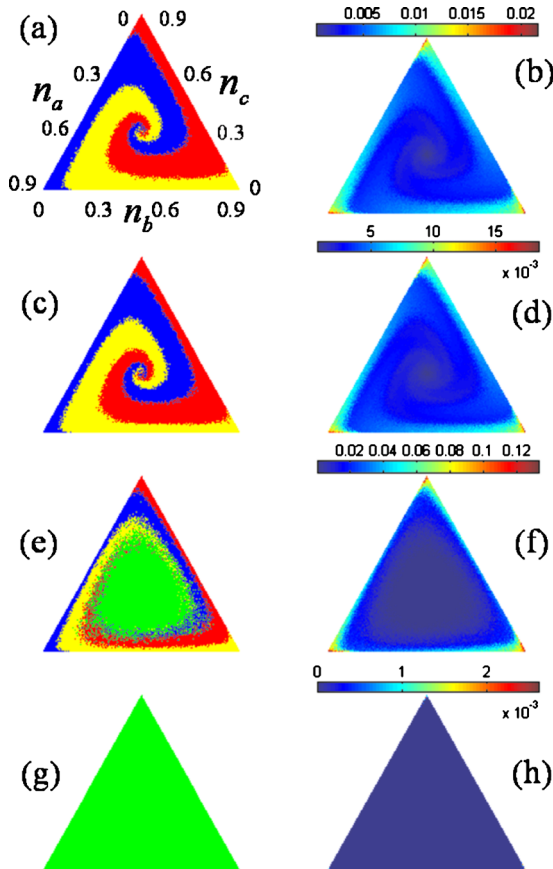 (a)
0 0.9
0.3 0.6
n_a n_c
0.6 0.3
0.9 0
0 0.3 n_b 0.6 0.9
0.005 0.01 0.015 0.02
(b)
(c)
5 10 15
x 10^-3
(d)
(e)
0.02 0.04 0.06 0.08 0.1 0.12
(f)
(g)
0 1 2
x 10^-3
(h)